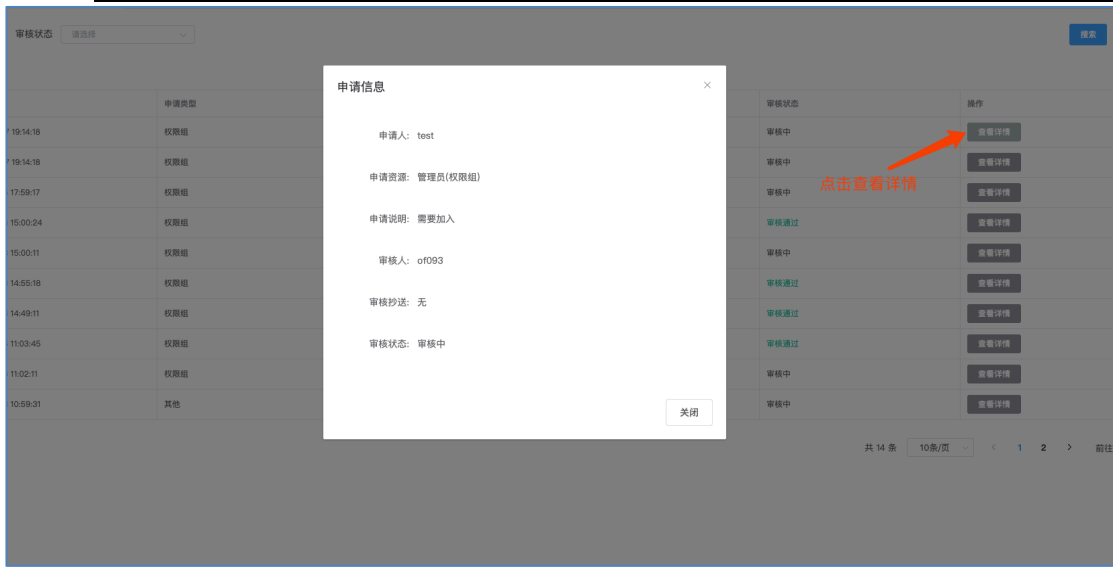 审核状态 请选择 搜索
申请信息
申请类型 审核状态 操作
19:14:18 权限组 审核中 查看详情
申请人: test
19:14:18 权限组 审核中 查看详情
申请资源: 管理员(权限组)
17:59:17 权限组 审核中 点击查看详情 查看详情
申请说明: 需要加入
15:00:24 权限组 审核通过 查看详情
15:00:11 权限组 审核中 查看详情
审核人: of093
14:55:18 权限组 审核通过 查看详情
审核抄送: 无
14:49:11 权限组 审核通过 查看详情
审核状态: 审核中
11:03:45 权限组 审核通过 查看详情
11:02:11 权限组 审核中 查看详情
10:59:31 其他 审核中 查看详情
关闭
共 14 条 10条/页 1 2 前往